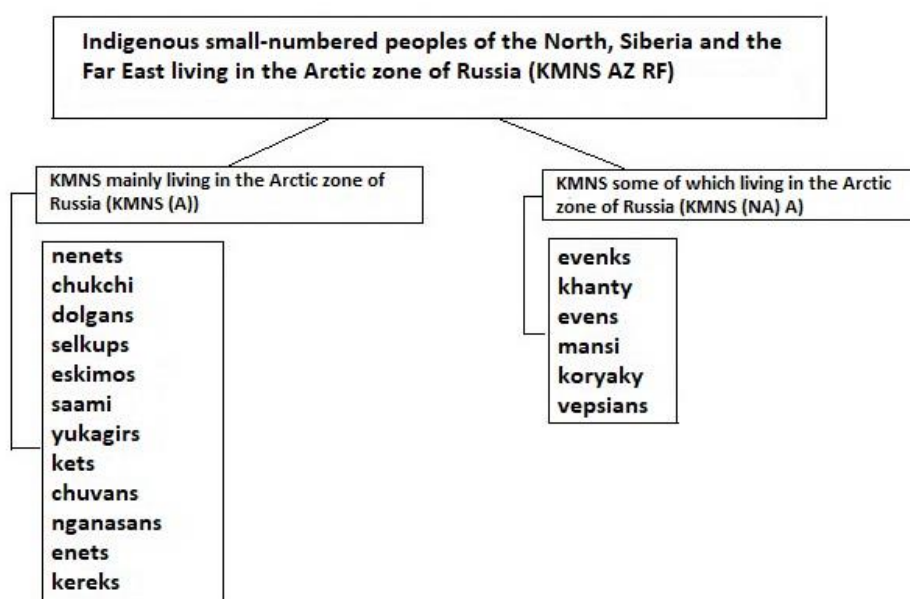 Indigenous small-numbered peoples of the North, Siberia and the
Far East living in the Arctic zone of Russia (KMNS AZ RF)
KMNS mainly living in the Arctic zone of
Russia (KMNS (A))
nenets
chukchi
dolgans
selkups
eskimos
saami
yukagirs
kets
chuvans
nganasans
enets
kereks
KMNS some of which living in the Arctic
zone of Russia (KMNS (NA) A)
evenks
khanty
evens
mansi
koryaky
vepsians